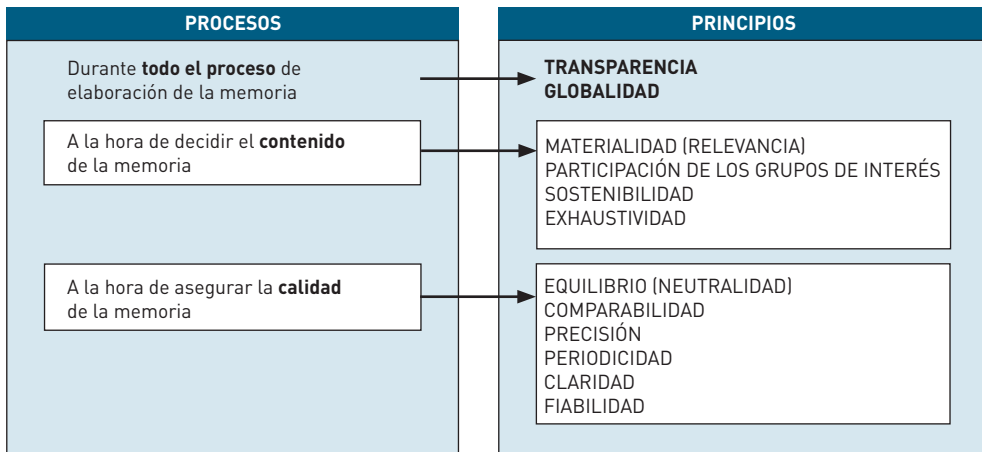 PROCESOS
PRINCIPIOS
Durante todo el proceso de
elaboración de la memoria
TRANSPARENCIA
GLOBALIDAD
A la hora de decidir el contenido
de la memoria
MATERIALIDAD (RELEVANCIA)
PARTICIPACIÓN DE LOS GRUPOS DE INTERÉS
SOSTENIBILIDAD
EXHAUSTIVIDAD
A la hora de asegurar la calidad
de la memoria
EQUILIBRIO (NEUTRALIDAD)
COMPARABILIDAD
PRECISIÓN
PERIODICIDAD
CLARIDAD
FIABILIDAD